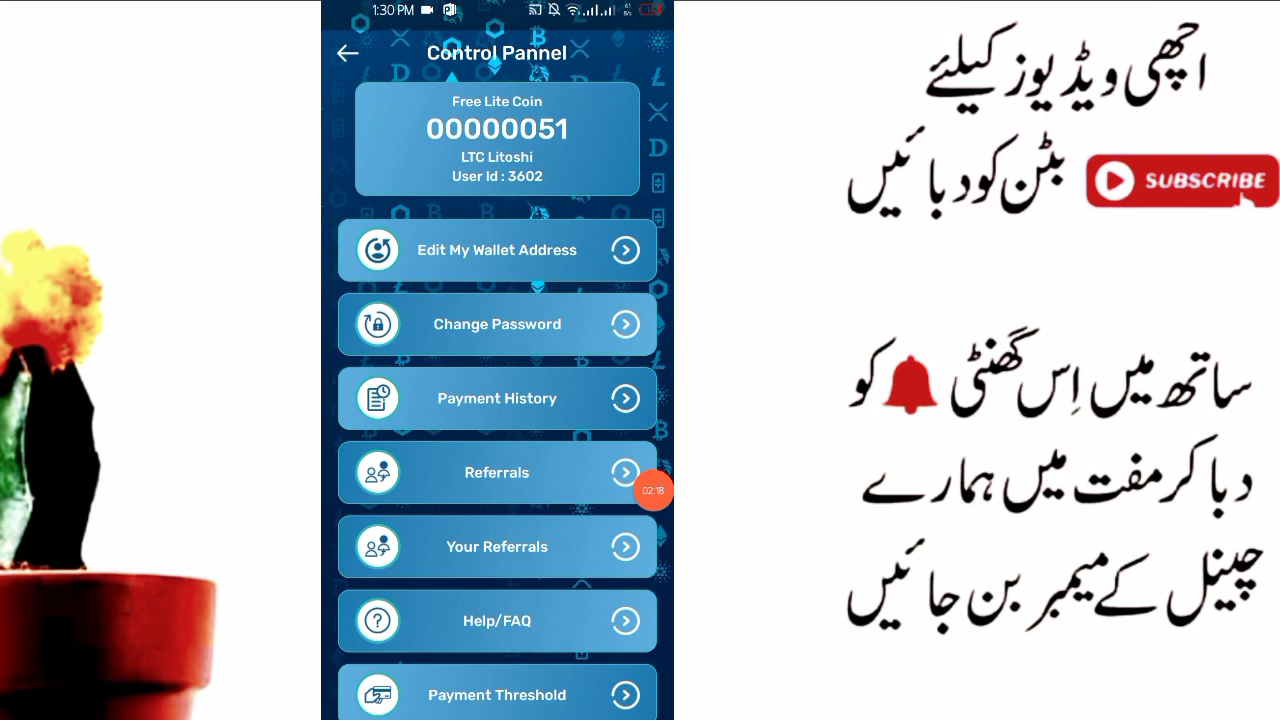 1:30 PM
Control Pannel
Free Lite Coin
00000051
LTC Litoshi
User Id : 3602
Edit My Wallet Address
Change Password
Payment History
Referrals
02:18
Your Referrals
Help/FAQ
Payment Threshold
اچھی ویڈیوز کیلئے
بٹن کو دبائیں SUBSCRIBE
ساتھ میں اِس گھنٹی کو
دبا کر مفت میں ہمارے
چینل کے میمبر بن جائیں